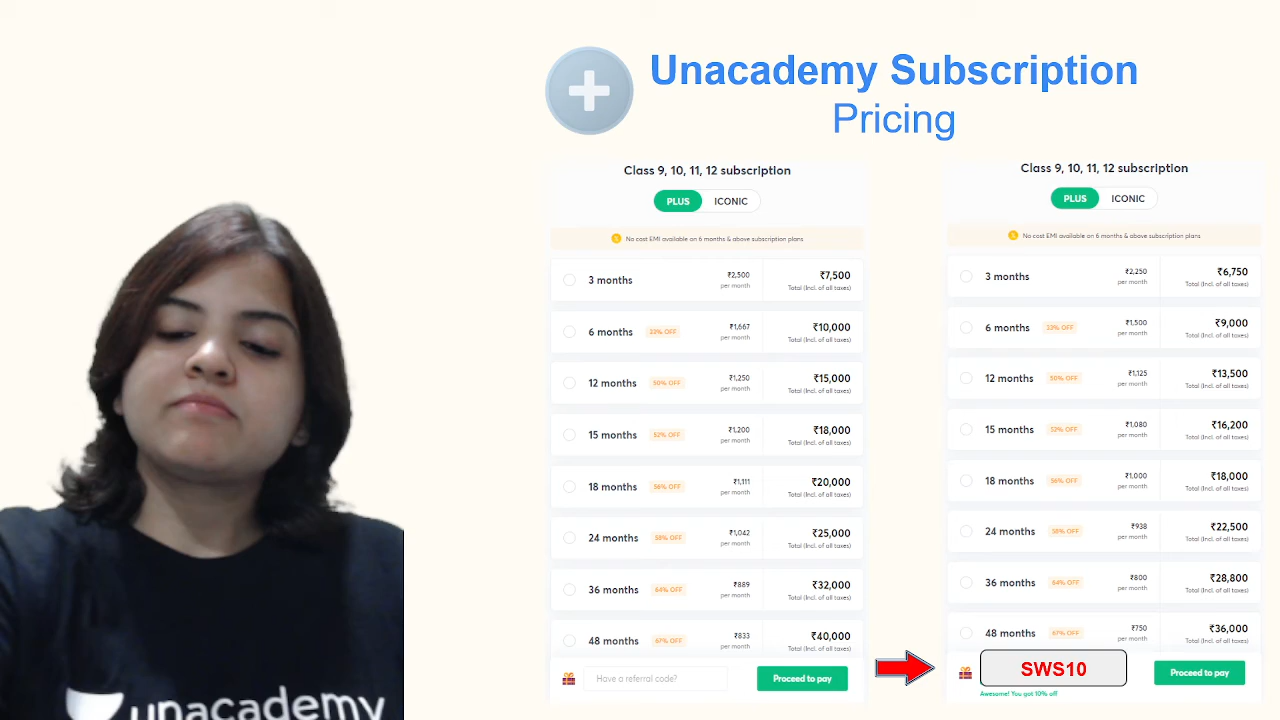 Unacademy Subscription
Pricing
Class 9, 10, 11, 12 subscription
PLUS ICONIC
No cost EMI available on 6 months & above subscription plans
3 months ₹2,500 ₹7,500
per month Total (Incl. of all taxes)
6 months 33% OFF ₹1,667 ₹10,000
per month Total (Incl. of all taxes)
12 months 50% OFF ₹1,250 ₹15,000
per month Total (Incl. of all taxes)
15 months 52% OFF ₹1,200 ₹18,000
per month Total (Incl. of all taxes)
18 months 56% OFF ₹1,111 ₹20,000
per month Total (Incl. of all taxes)
24 months 58% OFF ₹1,042 ₹25,000
per month Total (Incl. of all taxes)
36 months 64% OFF ₹889 ₹32,000
per month Total (Incl. of all taxes)
48 months 67% OFF ₹833 ₹40,000
per month Total (Incl. of all taxes)
Have a referral code? Proceed to pay
Class 9, 10, 11, 12 subscription
PLUS ICONIC
No cost EMI available on 6 months & above subscription plans
3 months ₹2,250 ₹6,750
per month Total (Incl. of all taxes)
6 months 33% OFF ₹1,500 ₹9,000
per month Total (Incl. of all taxes)
12 months 50% OFF ₹1,125 ₹13,500
per month Total (Incl. of all taxes)
15 months 52% OFF ₹1,080 ₹16,200
per month Total (Incl. of all taxes)
18 months 56% OFF ₹1,000 ₹18,000
per month Total (Incl. of all taxes)
24 months 58% OFF ₹938 ₹22,500
per month Total (Incl. of all taxes)
36 months 64% OFF ₹800 ₹28,800
per month Total (Incl. of all taxes)
48 months 67% OFF ₹750 ₹36,000
per month Total (Incl. of all taxes)
SWS10 Proceed to pay
Awesome! You got 10% off
unacademy